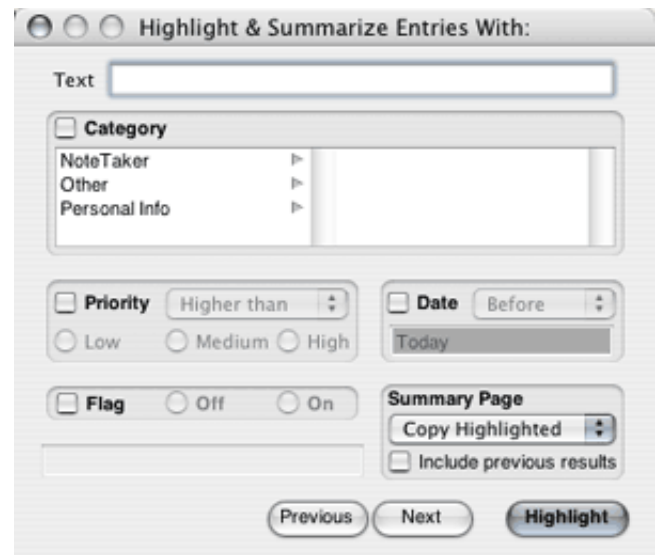 Highlight & Summarize Entries With:
Text
Category
NoteTaker
Other
Personal Info
Priority Higher than
Low Medium High
Date Before
Today
Flag Off On
Summary Page
Copy Highlighted
Include previous results
Previous Next Highlight